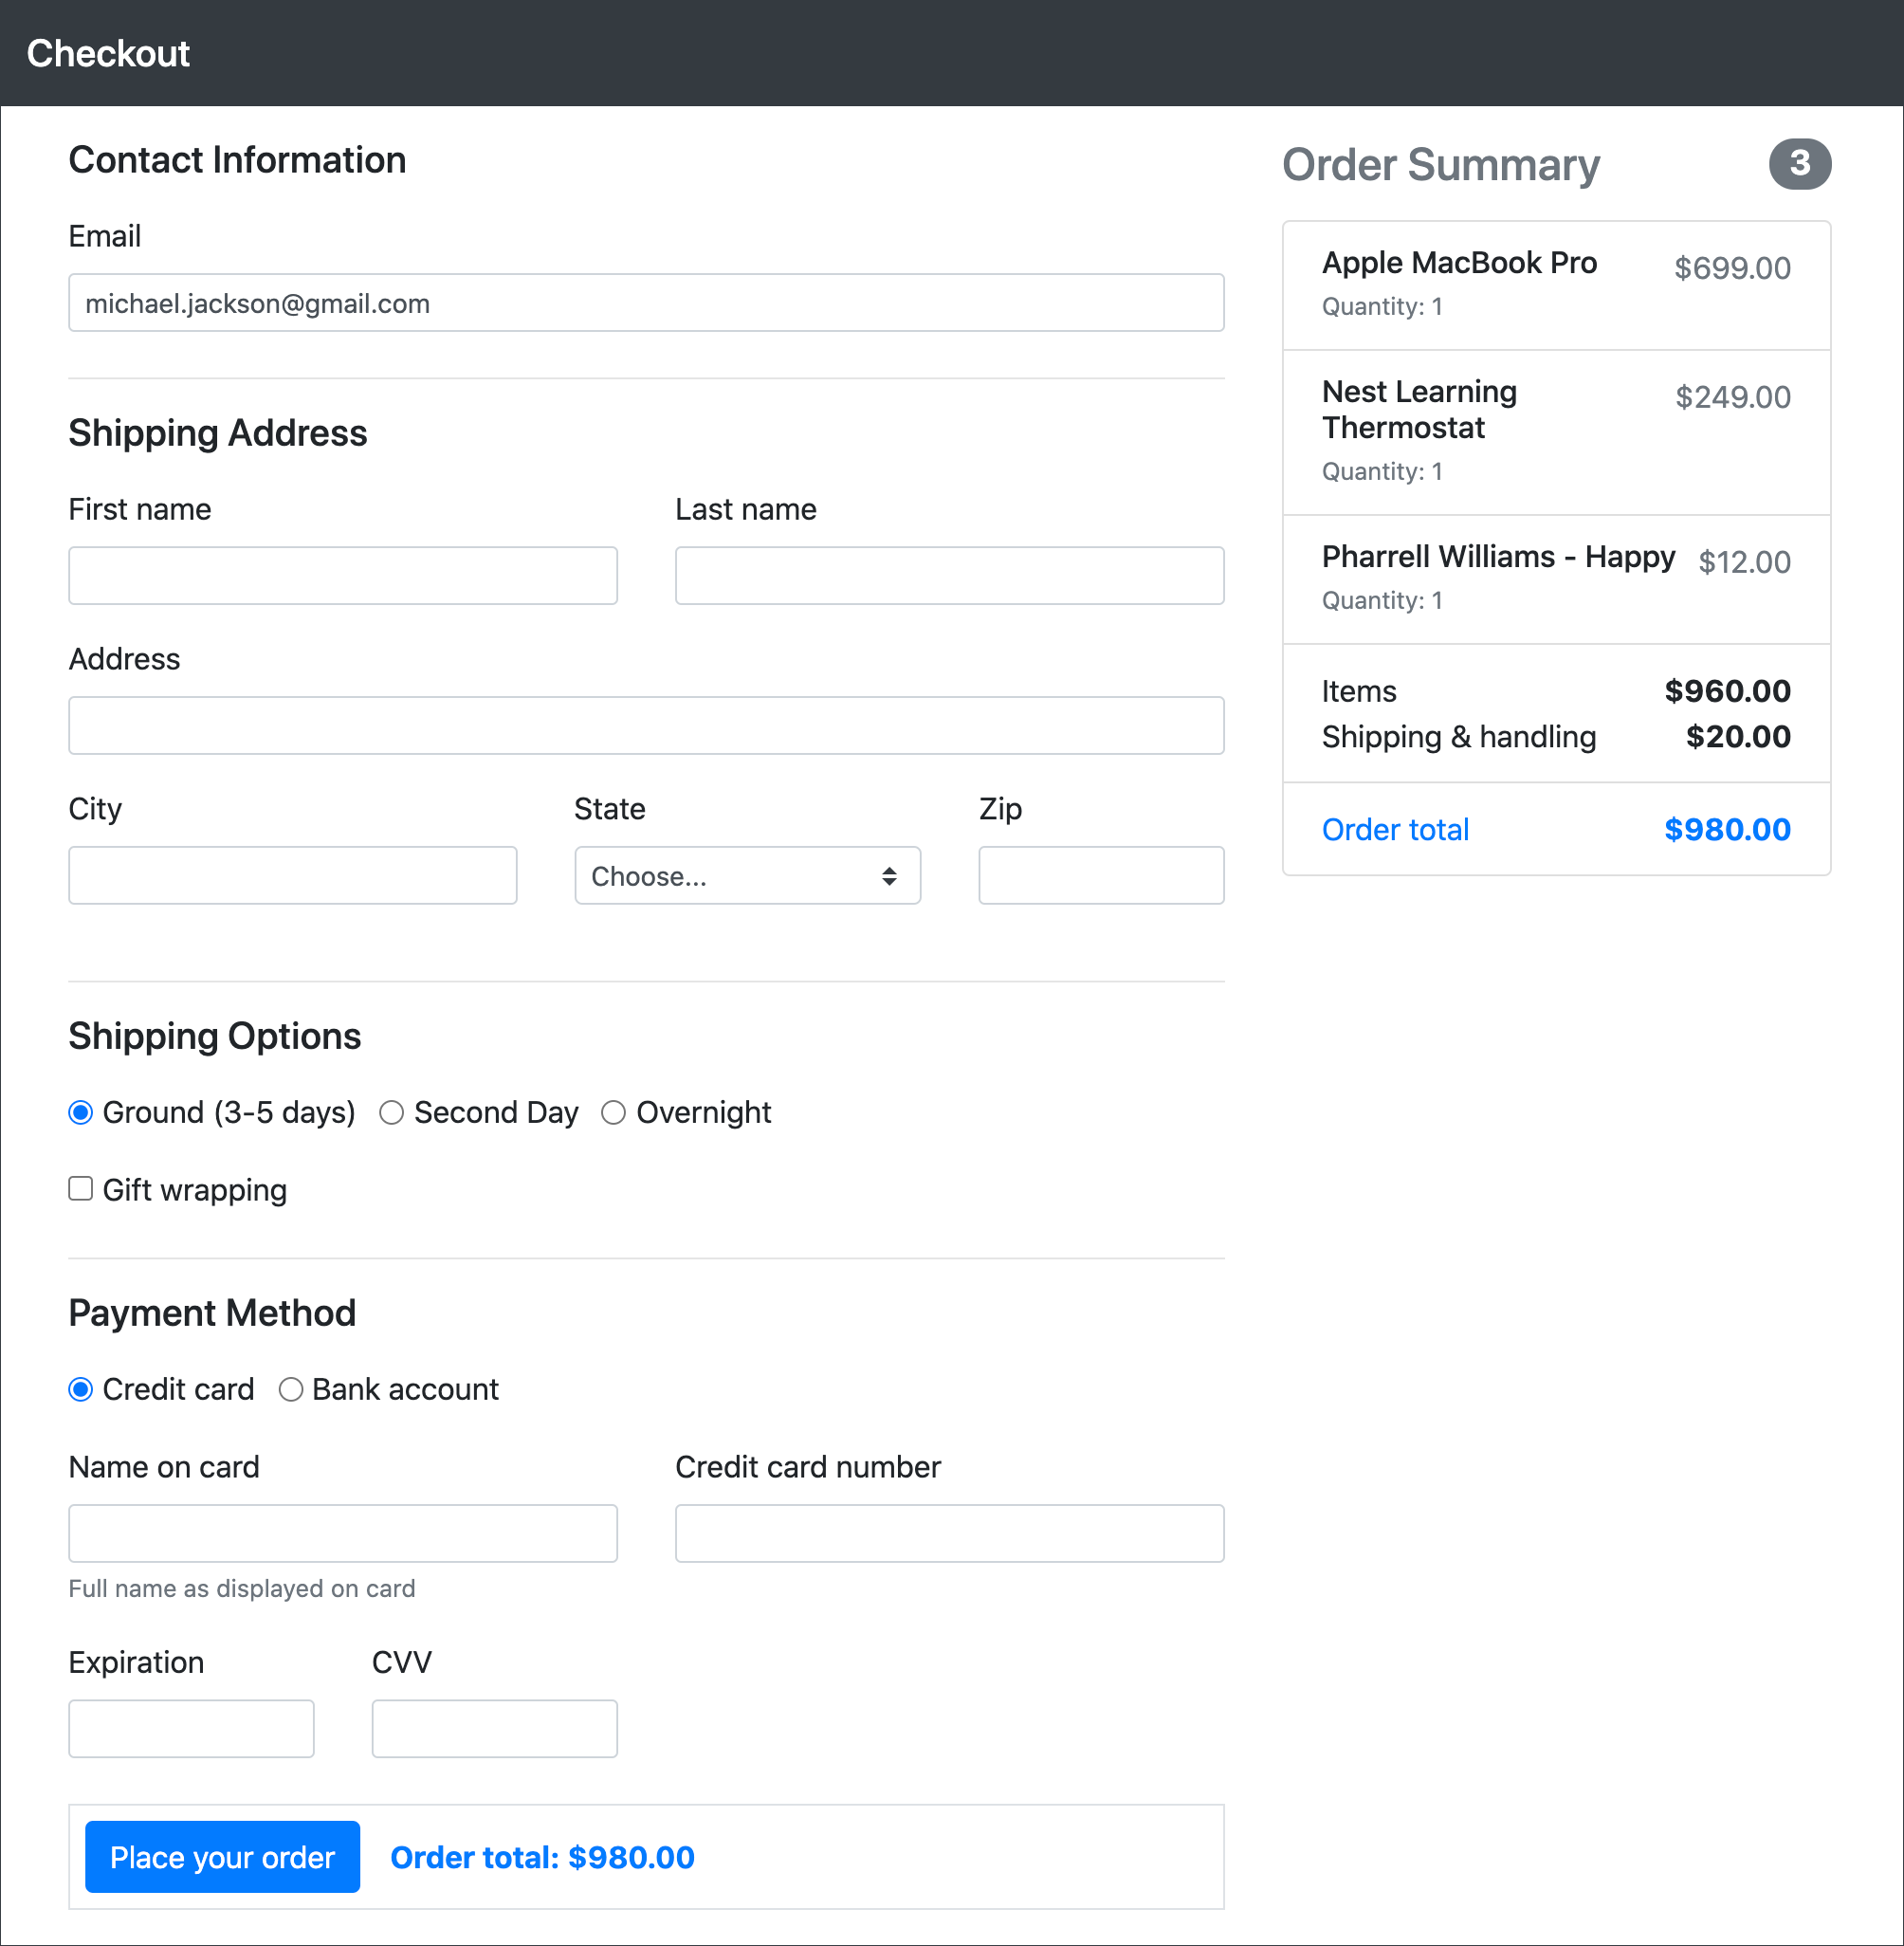 Checkout
Contact Information
Email
michael.jackson@gmail.com
Shipping Address
First name
Last name
Address
City
State
Zip
Choose...
Shipping Options
Ground (3-5 days)
Second Day
Overnight
Gift wrapping
Payment Method
Credit card
Bank account
Name on card
Credit card number
Full name as displayed on card
Expiration
CVV
Place your order
Order total: $980.00
Order Summary
3
Apple MacBook Pro
$699.00
Quantity: 1
Nest Learning
Thermostat
$249.00
Quantity: 1
Pharrell Williams - Happy
$12.00
Quantity: 1
Items
$960.00
Shipping & handling
$20.00
Order total
$980.00